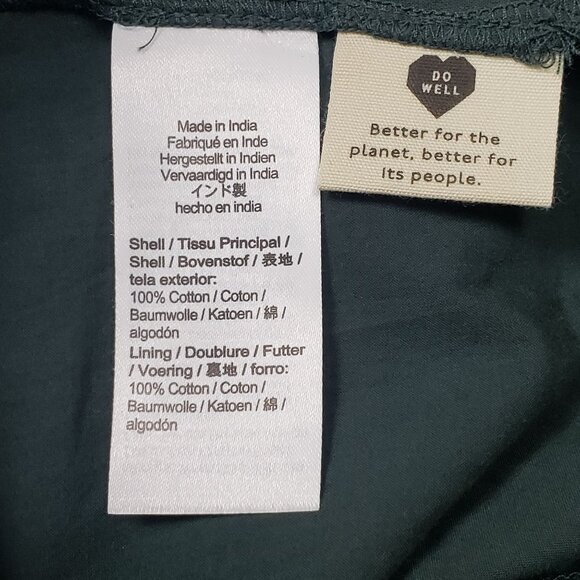 Made in India
Fabriqué en Inde
Hergestellt in Indien
Vervaardigd in India
インド製
hecho en india
Shell / Tissu Principal /
Shell / Bovenstof / 表地 /
tela exterior:
100% Cotton / Coton /
Baumwolle / Katoen / 綿 /
algodón
Lining / Doublure / Futter
/ Voering / 裏地 / forro:
100% Cotton / Coton /
Baumwolle / Katoen / 綿 /
algodón
DO
WELL
Better for the
planet, better for
its people.